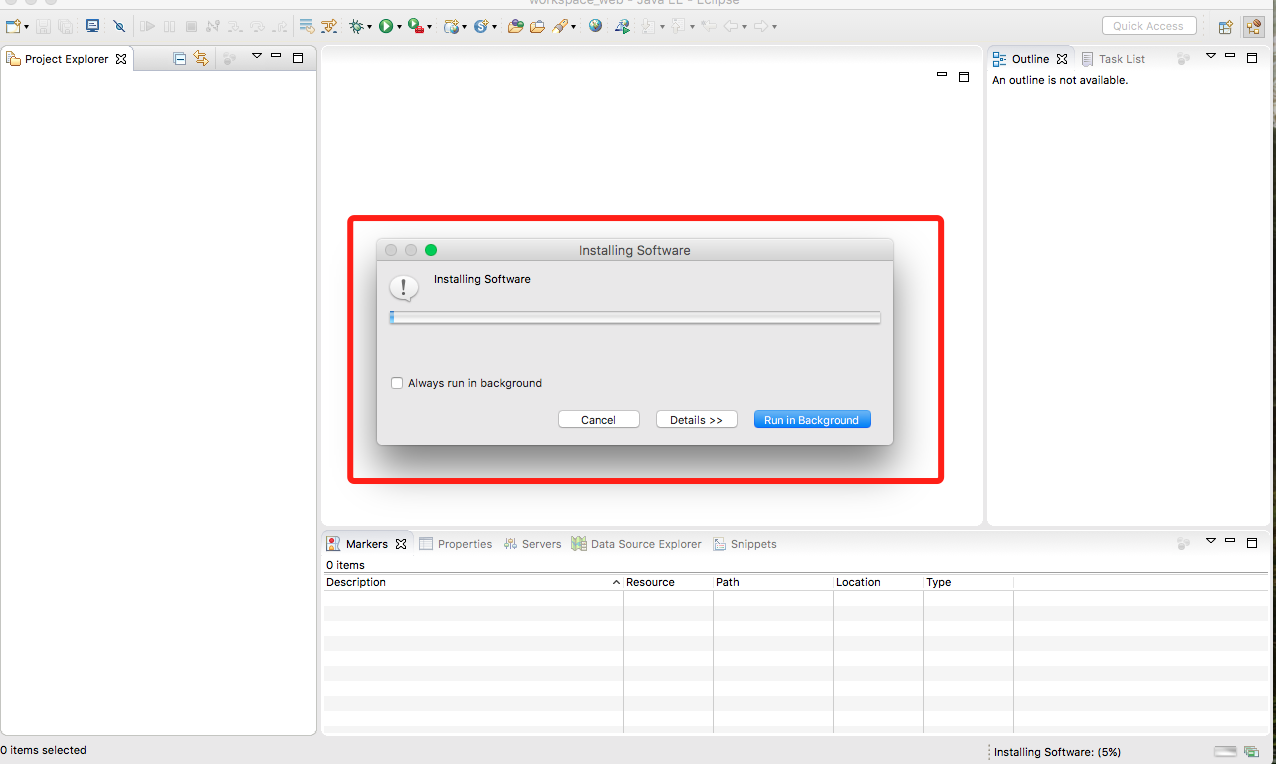 workspace_web - Java EE - Eclipse
Quick Access
Project Explorer
Outline
Task List
An outline is not available.
Installing Software
Installing Software
Always run in background
Cancel
Details >>
Run in Background
Markers
Properties
Servers
Data Source Explorer
Snippets
0 items
Description
Resource
Path
Location
Type
0 items selected
Installing Software: (5%)